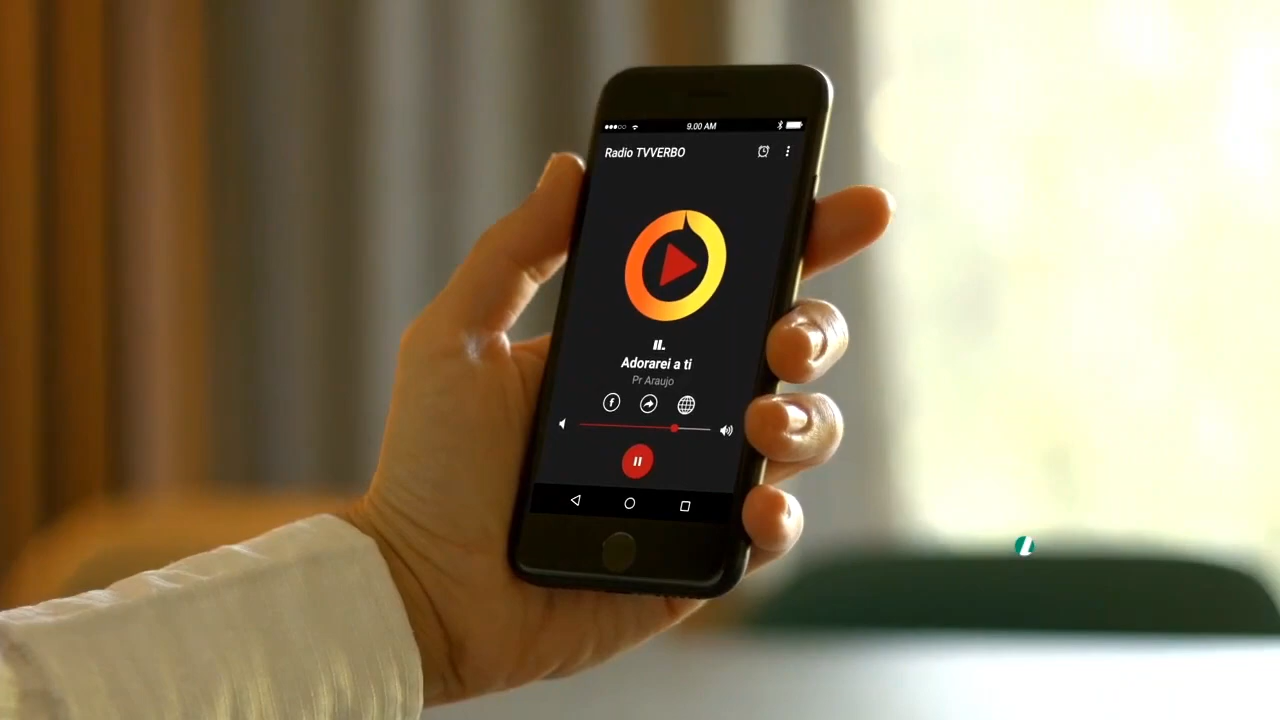 9.00 AM
Radio TVVERBO
Adorarei a ti
Pr Araujo
f